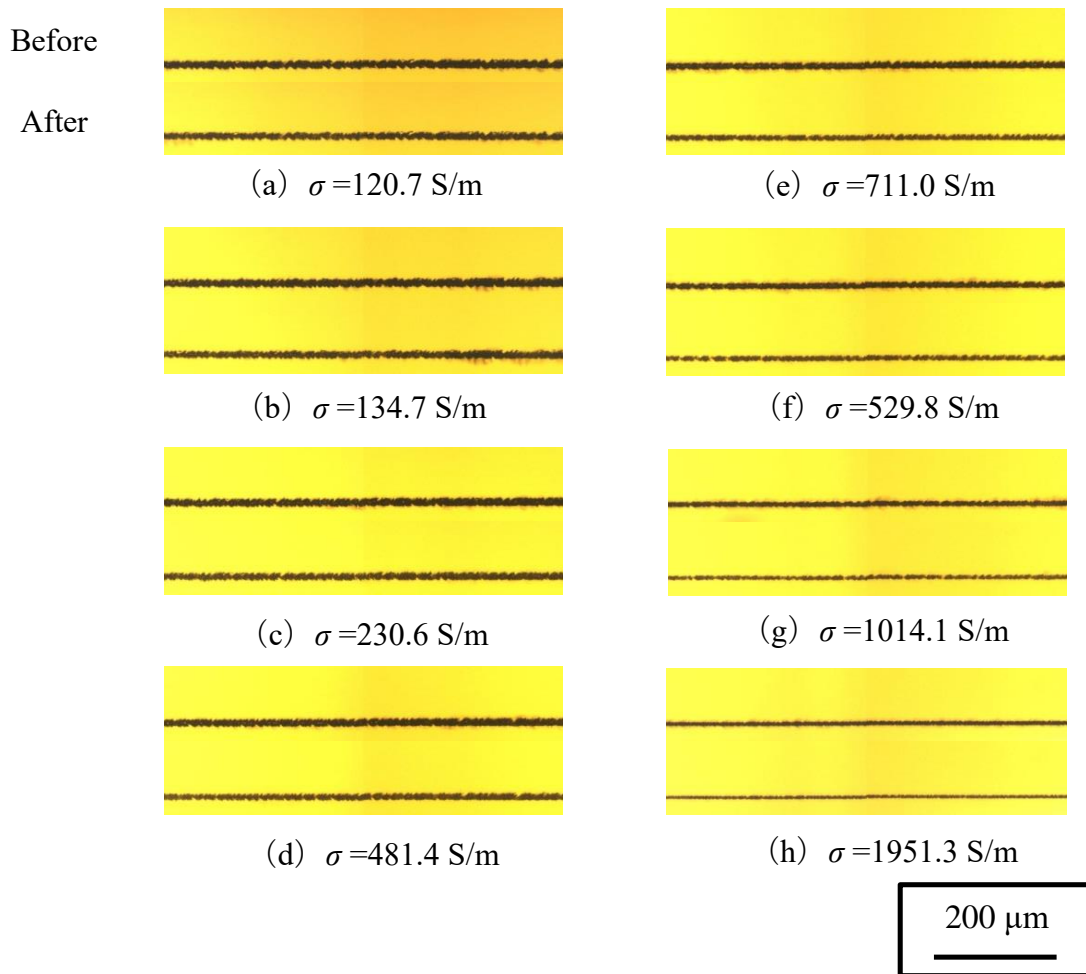 Before
After
(a) σ =120.7 S/m
(e) σ =711.0 S/m
(b) σ =134.7 S/m
(f) σ =529.8 S/m
(c) σ =230.6 S/m
(g) σ =1014.1 S/m
(d) σ =481.4 S/m
(h) σ =1951.3 S/m
200 μm